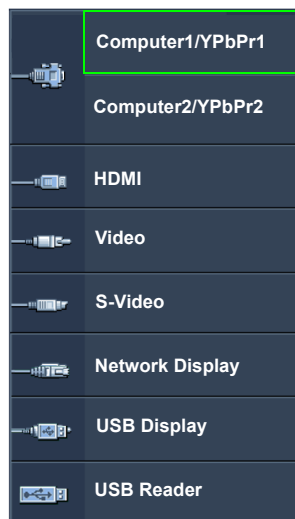 Computer1/YPbPr1
Computer2/YPbPr2
HDMI
Video
S-Video
Network Display
USB Display
USB Reader